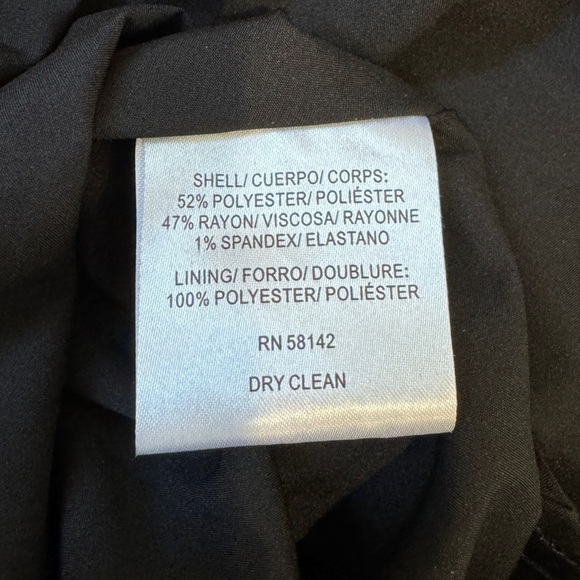 SHELL/ CUERPO/ CORPS:
52% POLYESTER/ POLIÉSTER
47% RAYON/ VISCOSA/ RAYONNE
1% SPANDEX/ ELASTANO
LINING/ FORRO/ DOUBLURE:
100% POLYESTER/ POLIÉSTER
RN 58142
DRY CLEAN